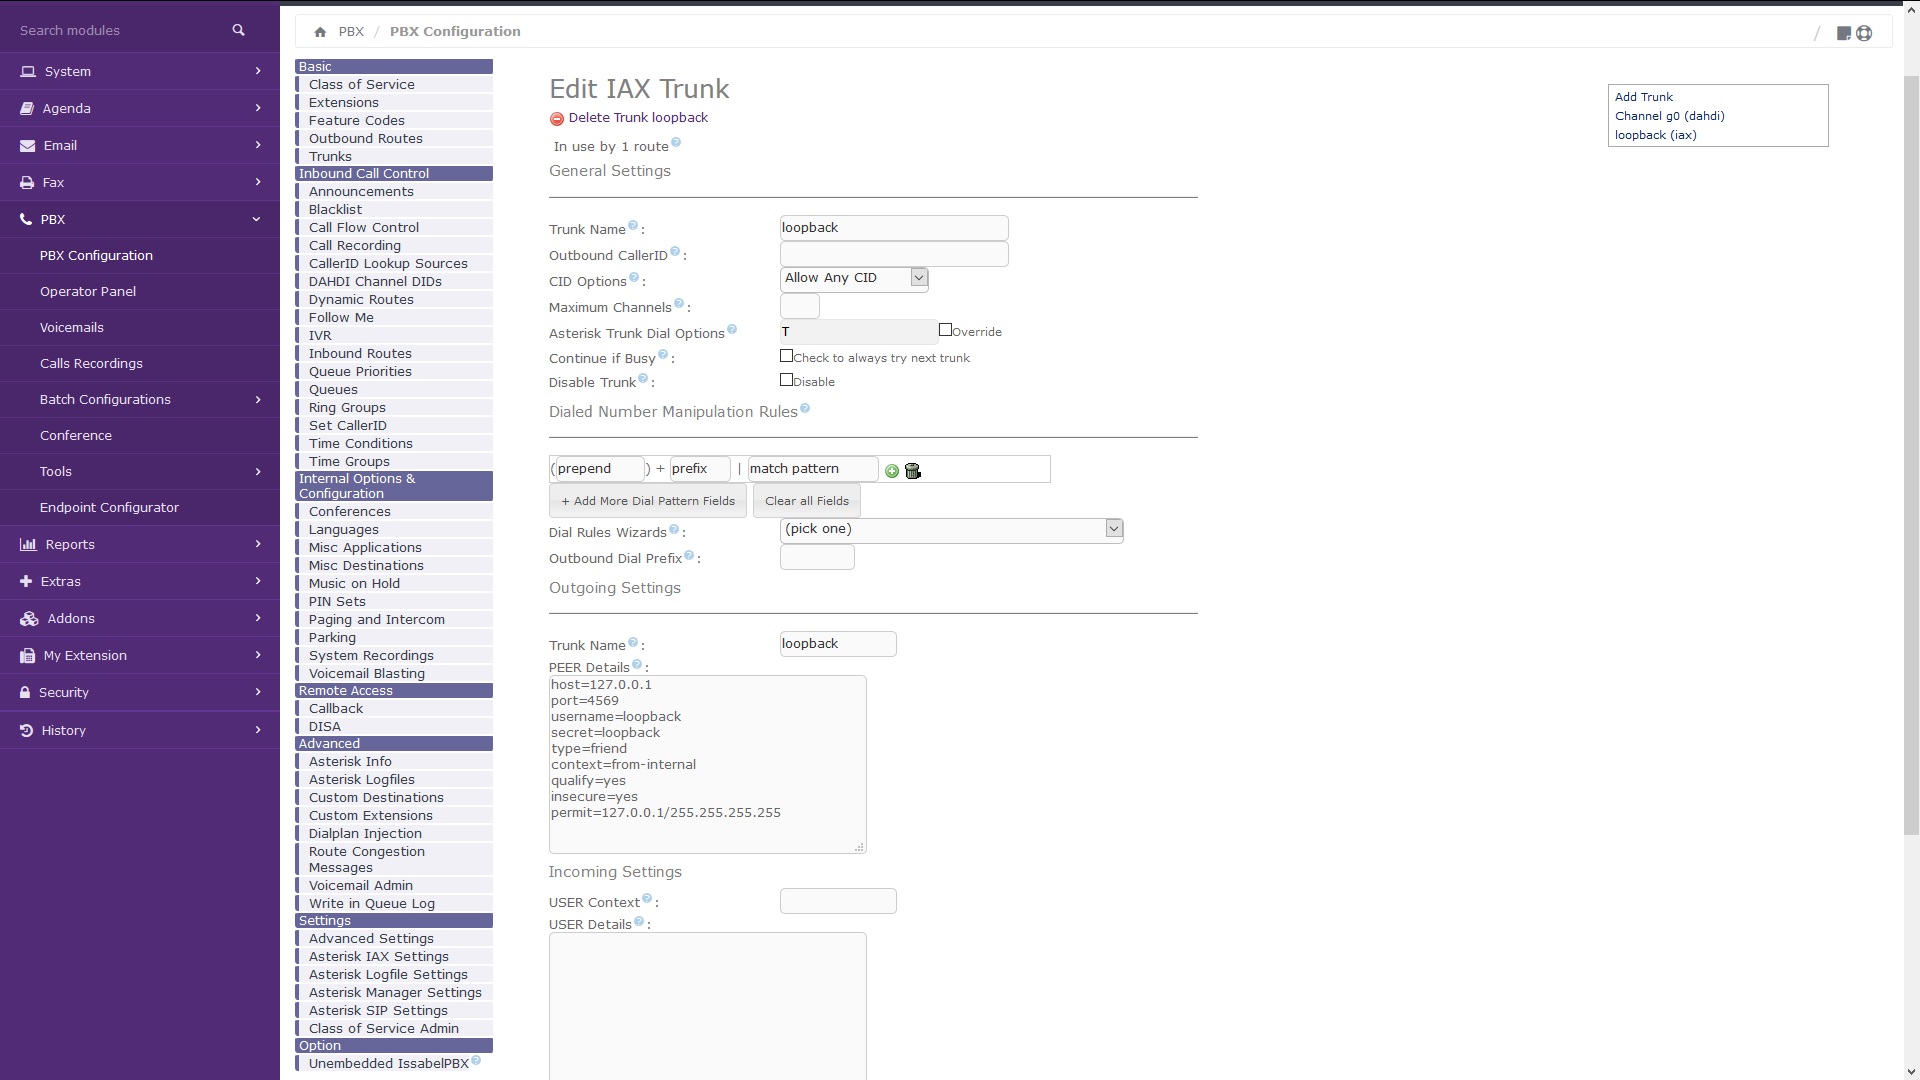 Search modules
System
Agenda
Email
Fax
PBX
PBX Configuration
Operator Panel
Voicemails
Calls Recordings
Batch Configurations
Conference
Tools
Endpoint Configurator
Reports
Extras
Addons
My Extension
Security
History
PBX / PBX Configuration /
Basic
Class of Service
Extensions
Feature Codes
Outbound Routes
Trunks
Inbound Call Control
Announcements
Blacklist
Call Flow Control
Call Recording
CallerID Lookup Sources
DAHDI Channel DIDs
Dynamic Routes
Follow Me
IVR
Inbound Routes
Queue Priorities
Queues
Ring Groups
Set CallerID
Time Conditions
Time Groups
Internal Options &
Configuration
Conferences
Languages
Misc Applications
Misc Destinations
Music on Hold
PIN Sets
Paging and Intercom
Parking
System Recordings
Voicemail Blasting
Remote Access
Callback
DISA
Advanced
Asterisk Info
Asterisk Logfiles
Custom Destinations
Custom Extensions
Dialplan Injection
Route Congestion
Messages
Voicemail Admin
Write in Queue Log
Settings
Advanced Settings
Asterisk IAX Settings
Asterisk Logfile Settings
Asterisk Manager Settings
Asterisk SIP Settings
Class of Service Admin
Option
Unembedded IssabelPBX?
Edit IAX Trunk
Delete Trunk loopback
In use by 1 route?
General Settings
Trunk Name? : loopback
Outbound CallerID? :
CID Options? : Allow Any CID
Maximum Channels? :
Asterisk Trunk Dial Options? T Override
Continue if Busy? : Check to always try next trunk
Disable Trunk? : Disable
Dialed Number Manipulation Rules?
(prepend) + prefix | match pattern
+ Add More Dial Pattern Fields Clear all Fields
Dial Rules Wizards? : (pick one)
Outbound Dial Prefix? :
Outgoing Settings
Trunk Name? : loopback
PEER Details? :
host=127.0.0.1
port=4569
username=loopback
secret=loopback
type=friend
context=from-internal
qualify=yes
insecure=yes
permit=127.0.0.1/255.255.255.255
Incoming Settings
USER Context? :
USER Details? :
Add Trunk
Channel g0 (dahdi)
loopback (iax)